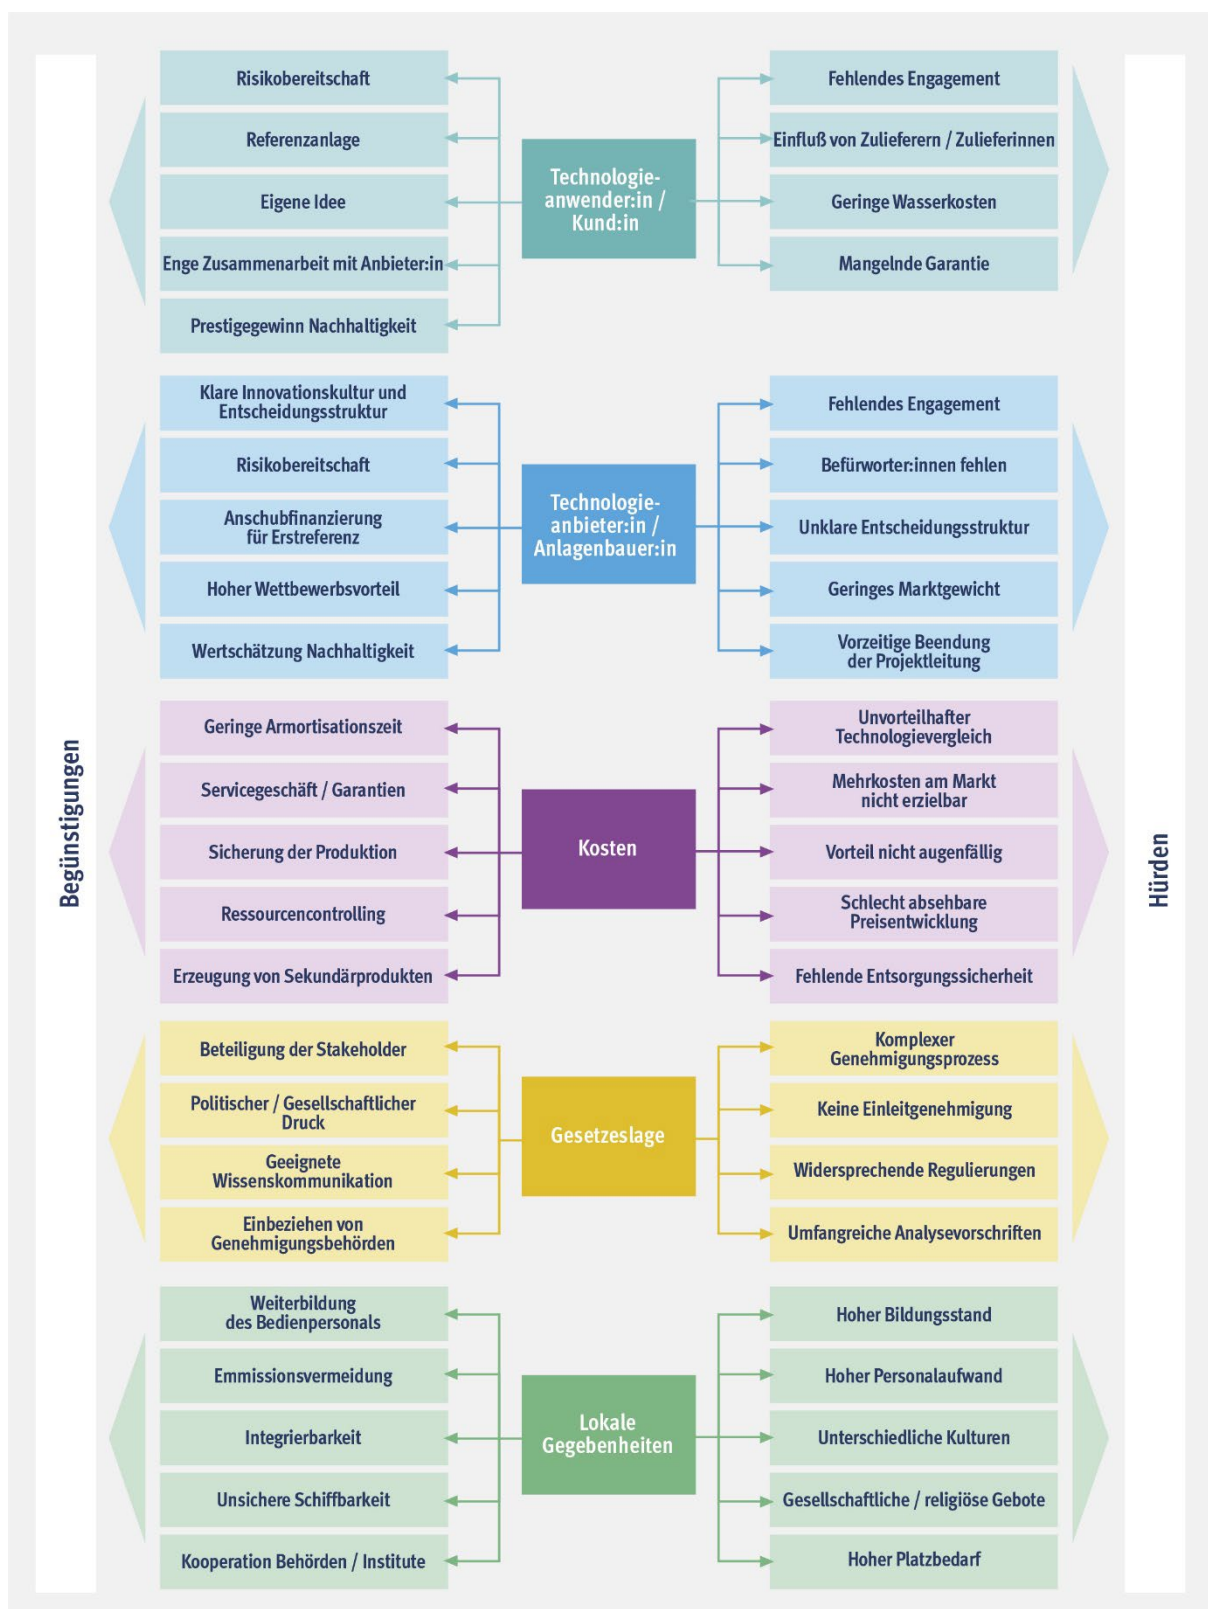 Begünstigungen
Risikobereitschaft
Referenzanlage
Eigene Idee
Enge Zusammenarbeit mit Anbieter:in
Prestigegewinn Nachhaltigkeit
Technologie-
anwender:in /
Kund:in
Fehlendes Engagement
Einfluß von Zulieferern / Zulieferinnen
Geringe Wasserkosten
Mangelnde Garantie
Klare Innovationskultur und
Entscheidungsstruktur
Risikobereitschaft
Anschubfinanzierung
für Erstreferenz
Hoher Wettbewerbsvorteil
Wertschätzung Nachhaltigkeit
Technologie-
anbieter:in /
Anlagenbauer:in
Fehlendes Engagement
Befürworter:innen fehlen
Unklare Entscheidungsstruktur
Geringes Marktgewicht
Vorzeitige Beendung
der Projektleitung
Geringe Armortisationszeit
Servicegeschäft / Garantien
Sicherung der Produktion
Ressourcencontrolling
Erzeugung von Sekundärprodukten
Kosten
Unvorteilhafter
Technologievergleich
Mehrkosten am Markt
nicht erzielbar
Vorteil nicht augenfällig
Schlecht absehbare
Preisentwicklung
Fehlende Entsorgungssicherheit
Beteiligung der Stakeholder
Politischer / Gesellschaftlicher
Druck
Geeignete
Wissenskommunikation
Einbeziehen von
Genehmigungsbehörden
Gesetzeslage
Komplexer
Genehmigungsprozess
Keine Einleitgenehmigung
Widersprechende Regulierungen
Umfangreiche Analysevorschriften
Weiterbildung
des Bedienpersonals
Emmissionsvermeidung
Integrierbarkeit
Unsichere Schiffbarkeit
Kooperation Behörden / Institute
Lokale
Gegebenheiten
Hoher Bildungsstand
Hoher Personalaufwand
Unterschiedliche Kulturen
Gesellschaftliche / religiöse Gebote
Hoher Platzbedarf
Hürden